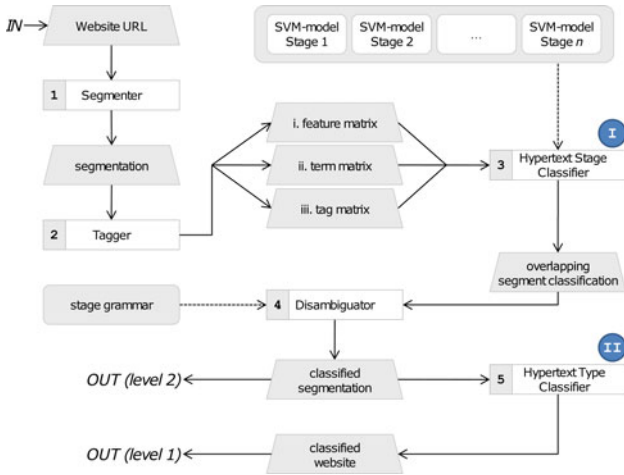 IN
Website URL
SVM-model
Stage 1
SVM-model
Stage 2
...
SVM-model
Stage n
1 Segmenter
i. feature matrix
I
segmentation
ii. term matrix
3 Hypertext Stage
Classifier
iii. tag matrix
2 Tagger
overlapping
segment classification
stage grammar
4 Disambiguator
II
OUT (level 2)
classified
segmentation
5 Hypertext Type
Classifier
OUT (level 1)
classified
website